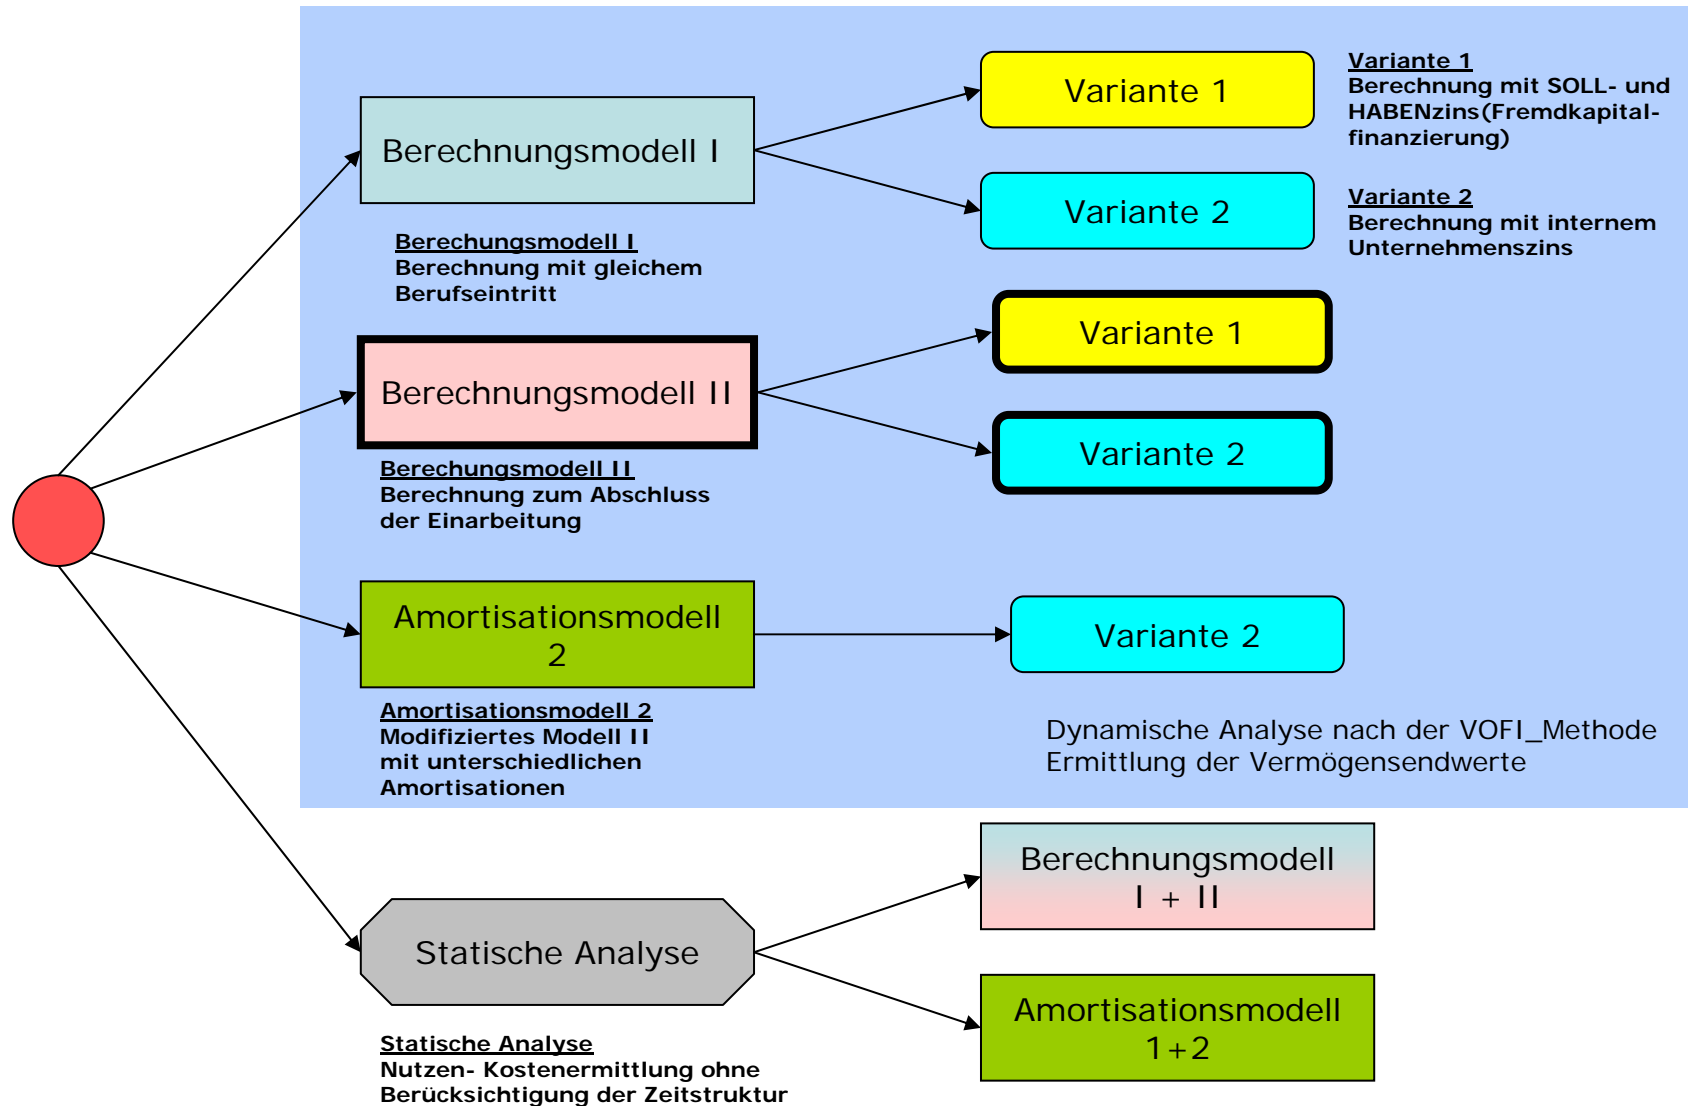 Variante 1
Variante 1
Berechnung mit SOLL- und
HABENzins(Fremdkapital-
finanzierung)
Berechnungsmodell I
Variante 2
Variante 2
Berechnung mit internem
Unternehmenszins
Berechungsmodell I
Berechnung mit gleichem
Berufseintritt
Variante 1
Berechnungsmodell II
Variante 2
Berechungsmodell II
Berechnung zum Abschluss
der Einarbeitung
Amortisationsmodell
2
Variante 2
Amortisationsmodell 2
Modifiziertes Modell II
mit unterschiedlichen
Amortisationen
Dynamische Analyse nach der VOFI_Methode
Ermittlung der Vermögensendwerte
Berechnungsmodell
I + II
Statische Analyse
Amortisationsmodell
1+2
Statische Analyse
Nutzen- Kostenermittlung ohne
Berücksichtigung der Zeitstruktur